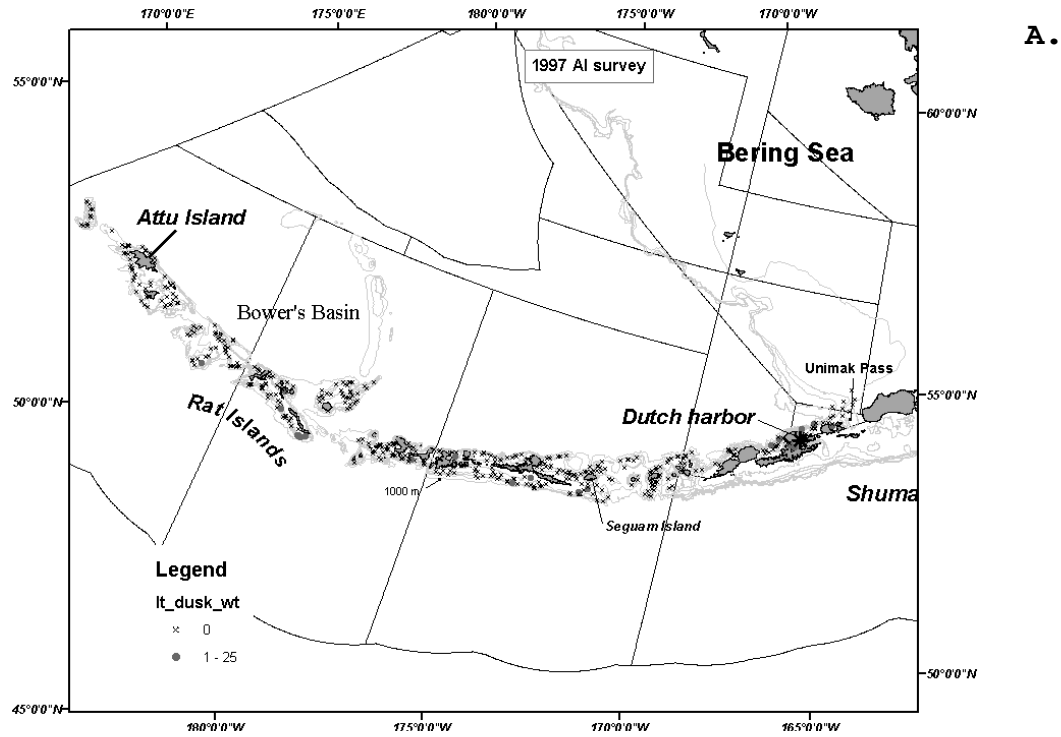 170°0'0"E 175°0'0"E 180°0'0"W 175°0'0"W 170°0'0"W
A.
1997 AI survey
55°0'0"N
60°0'0"N
Bering Sea
Attu Island
Bower's Basin
Unimak Pass
50°0'0"N
55°0'0"N
Rat Islands
Dutch harbor
1000 m
Shuma
Seguam Island
Legend
lt_dusk_wt
0
1 - 25
50°0'0"N
45°0'0"N
180°0'0"W 175°0'0"W 170°0'0"W 165°0'0"W